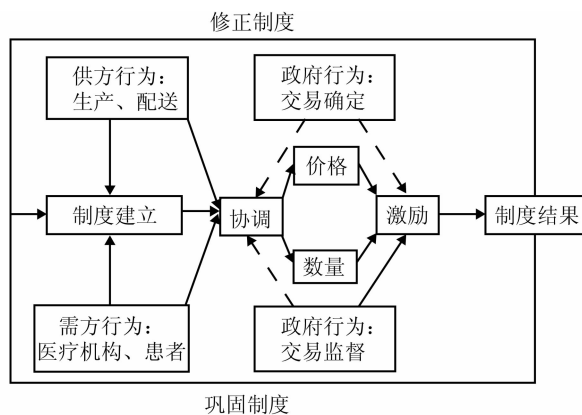 修正制度
供方行为：
生产、配送
政府行为：
交易确定
价格
制度建立
协调
激励
制度结果
数量
需方行为：
医疗机构、患者
政府行为：
交易监督
巩固制度